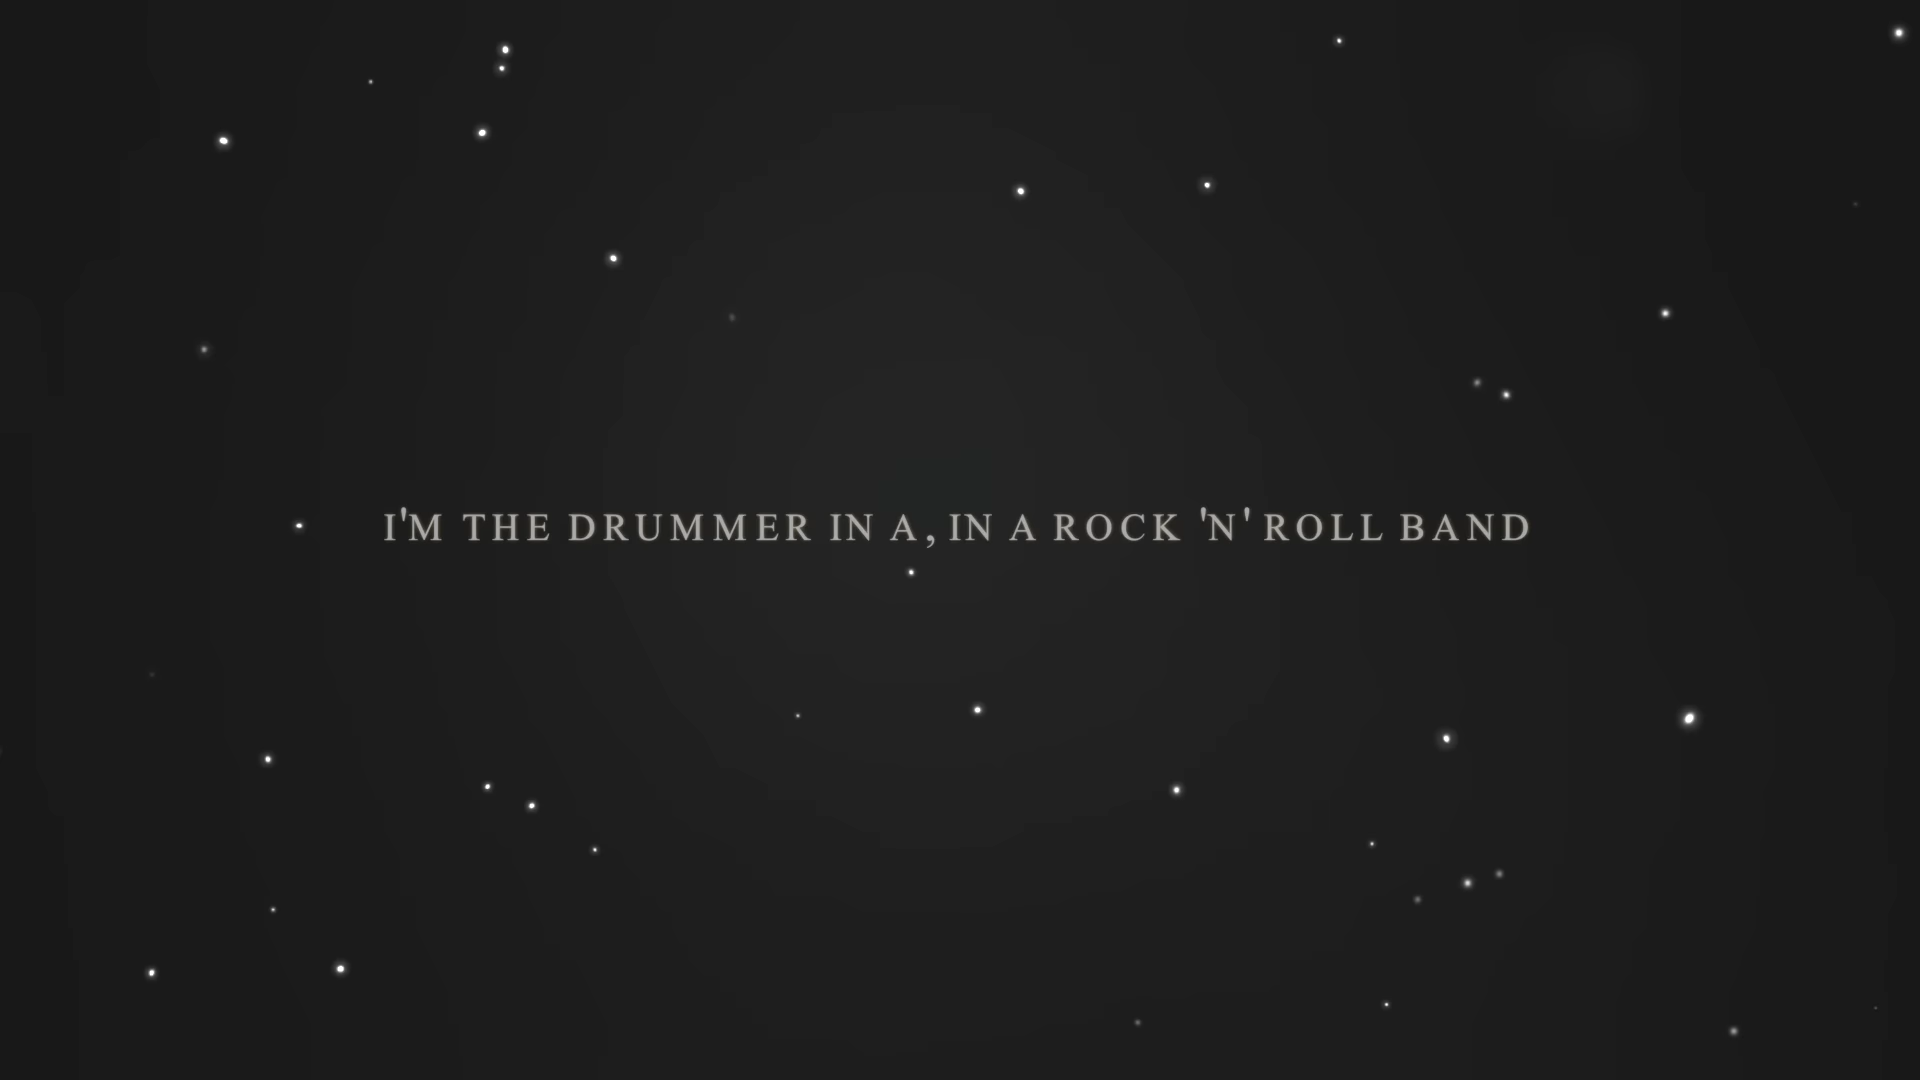 I'M THE DRUMMER IN A, IN A ROCK 'N' ROLL BAND